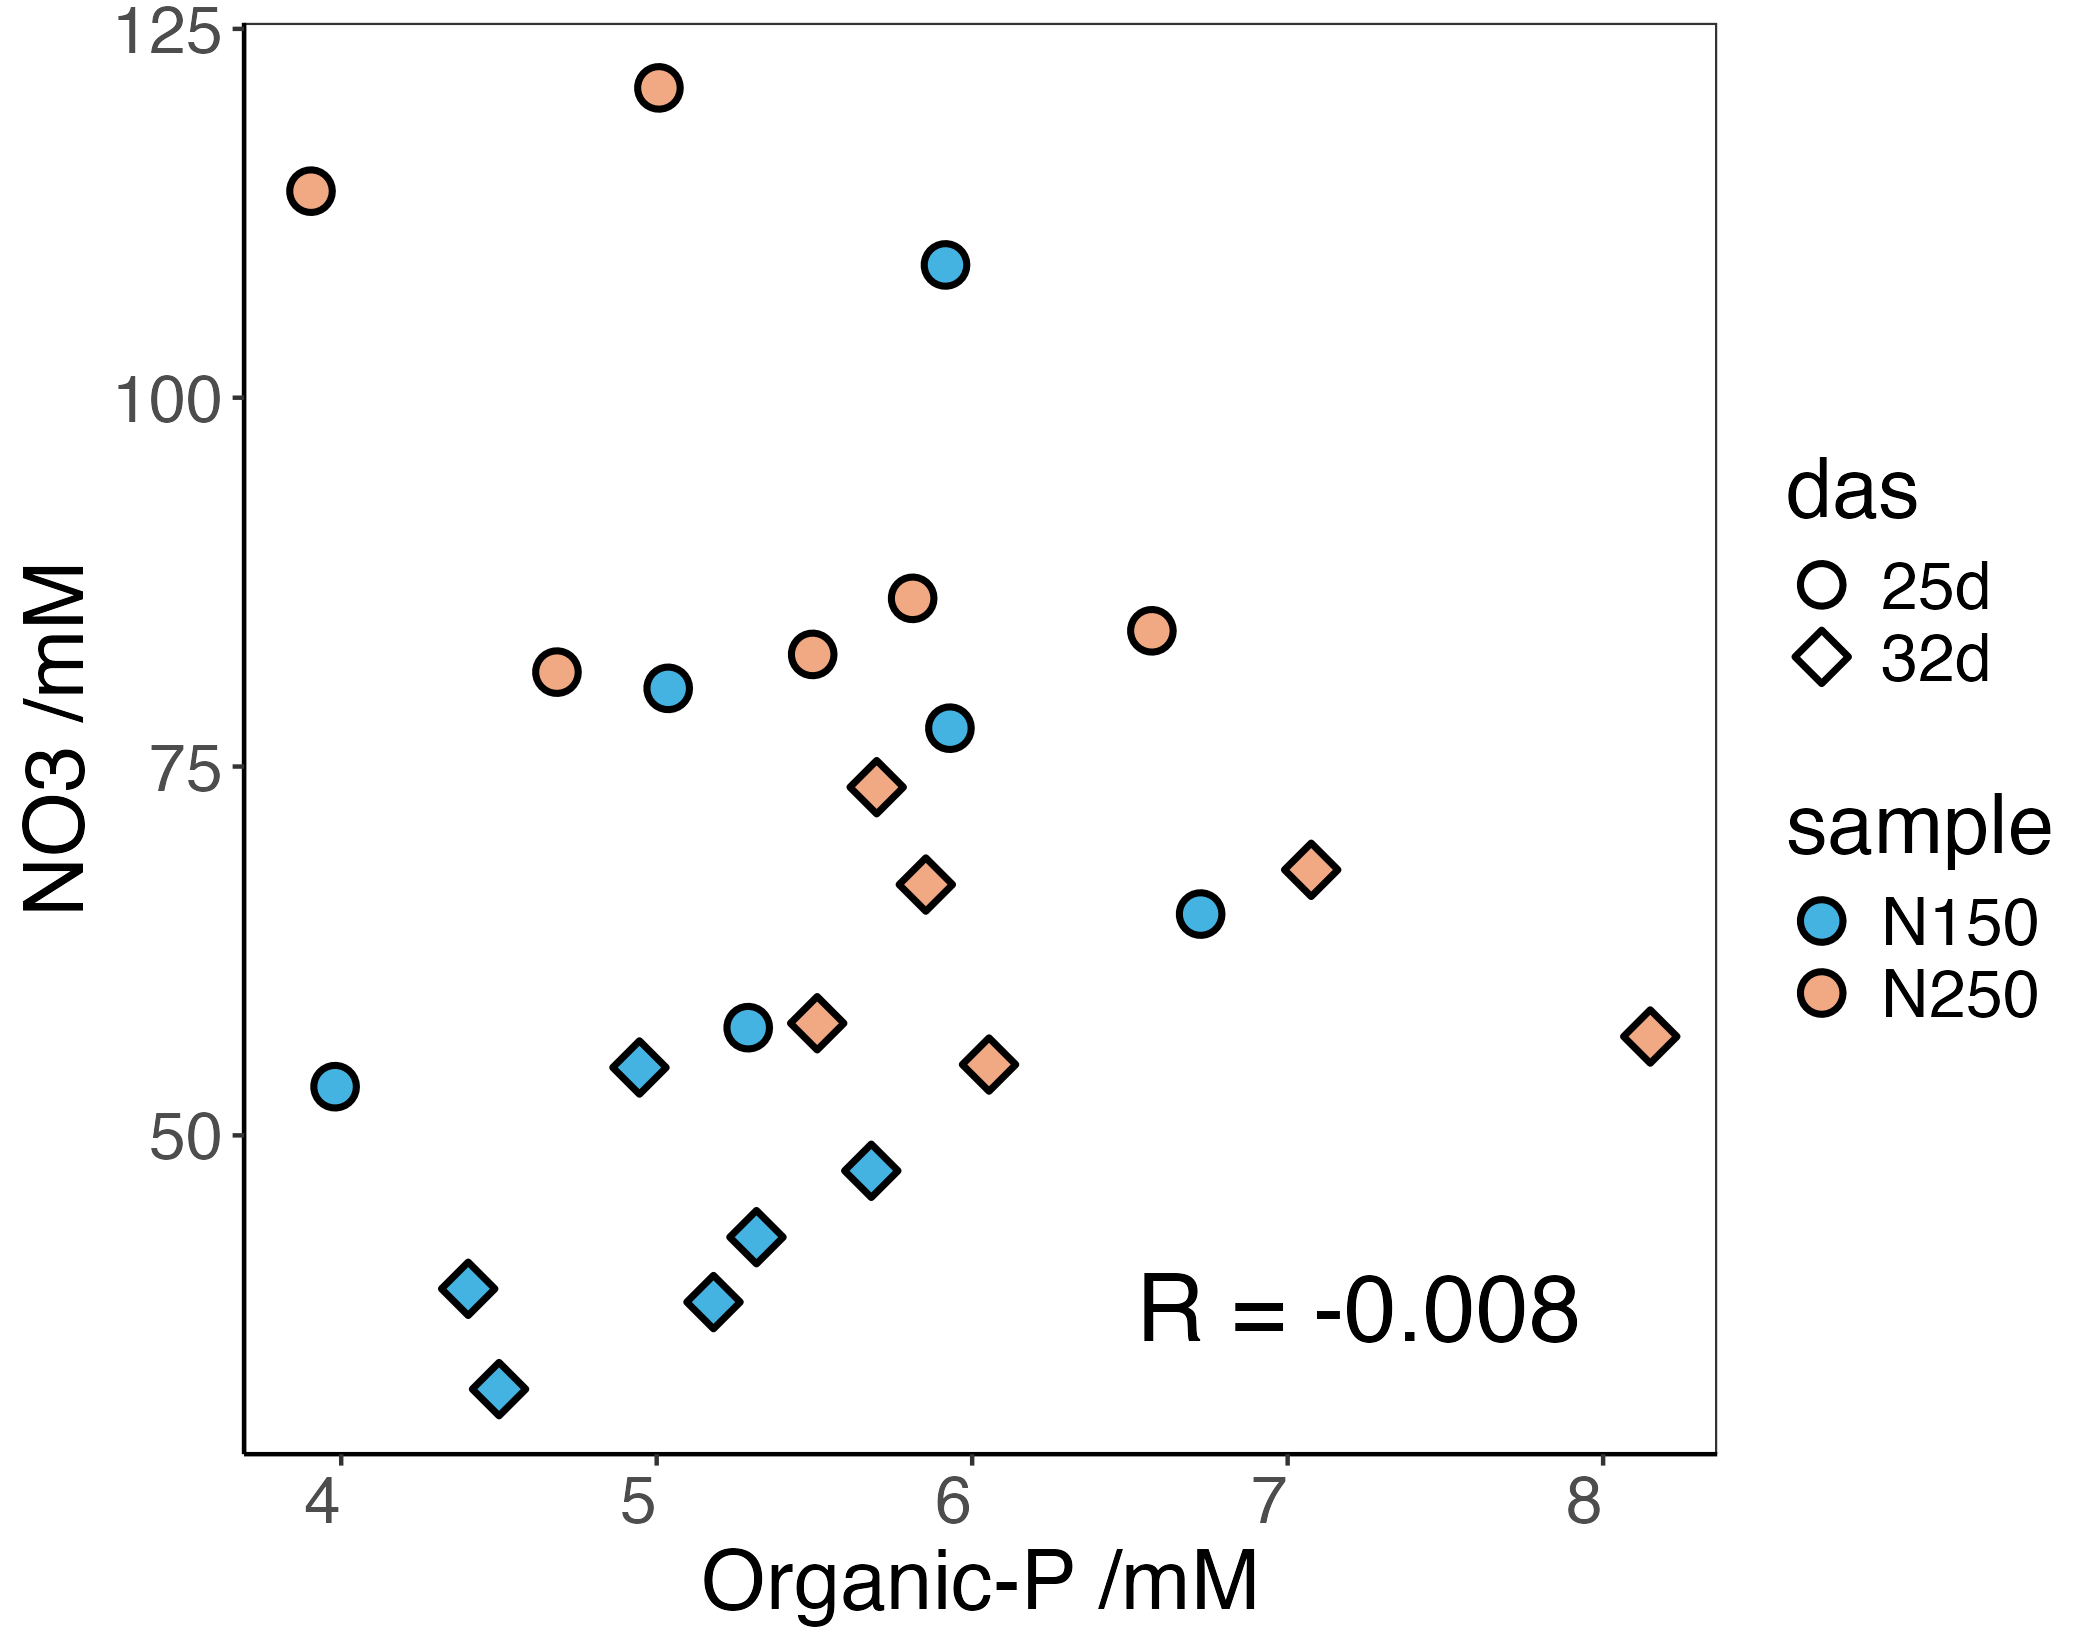 125
100
75
50
NO3 /mM
4 5 6 7 8
Organic-P /mM
R = -0.008
das
25d
32d
sample
N150
N250